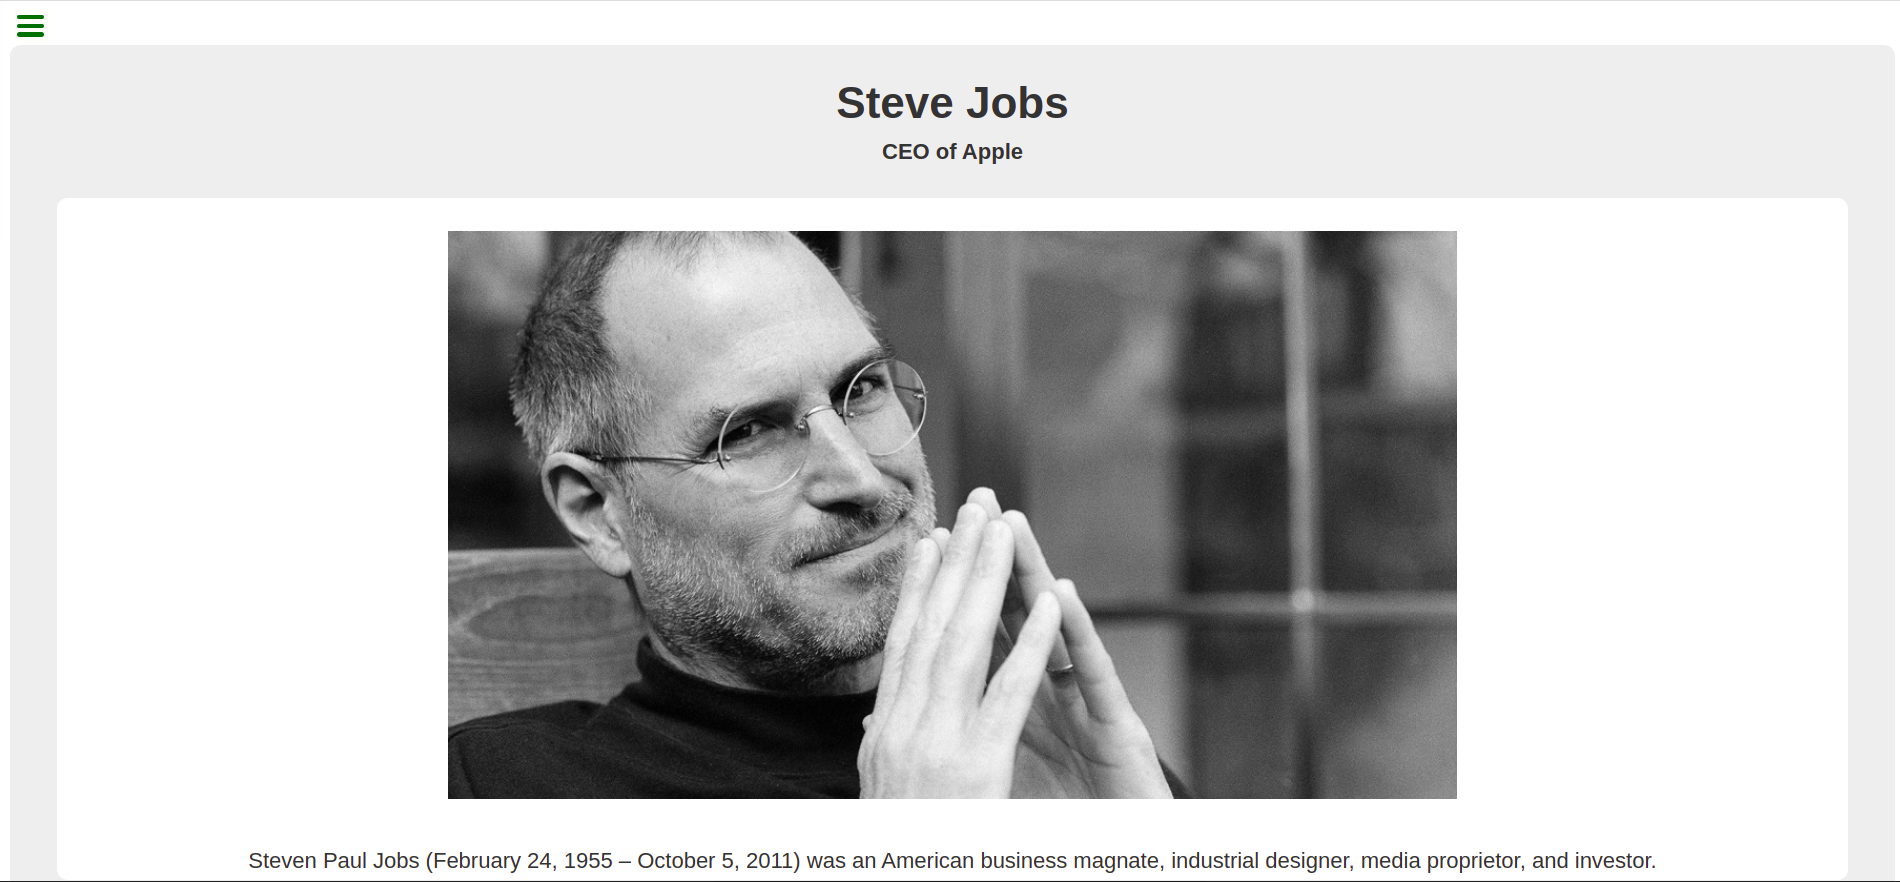 Steve Jobs
CEO of Apple
Steven Paul Jobs (February 24, 1955 – October 5, 2011) was an American business magnate, industrial designer, media proprietor, and investor.